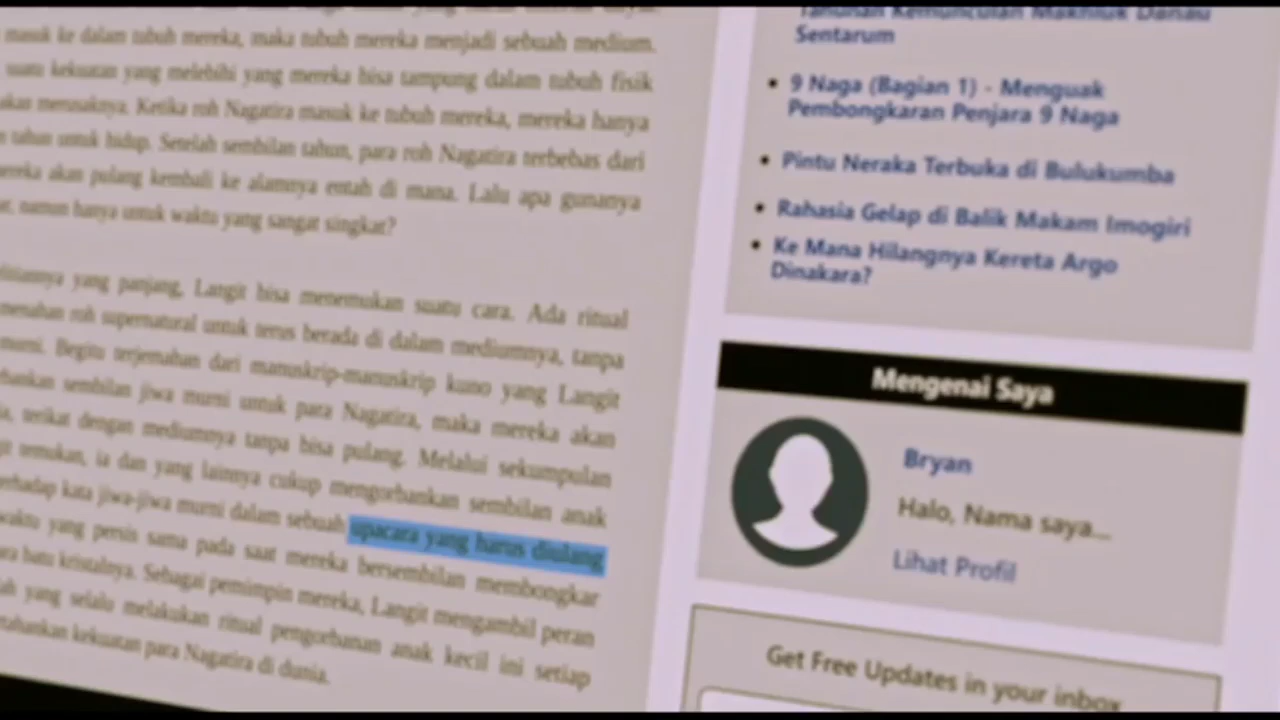 masuk ke dalam tubuh mereka, maka tubuh mereka menjadi sebuah medium.
suatu kekuatan yang melebihi yang mereka bisa tampung dalam tubuh fisik
akan merusaknya. Ketika roh Nagatira masuk ke tubuh mereka, mereka hanya
tahun untuk hidup. Setelah sembilan tahun, para roh Nagatira terbebas dari
mereka akan pulang kembali ke alamnya entah di mana. Lalu apa gunanya
namun hanya untuk waktu yang sangat singkat?
yang panjang, Langit bisa menemukan suatu cara. Ada ritual
menahan roh supernatural untuk terus berada di dalam mediumnya, tanpa
murni. Begitu terjemahan dari manuskrip-manuskrip kuno yang Langit
sembilan jiwa murni untuk para Nagatira, maka mereka akan
terikat dengan mediumnya tanpa bisa pulang. Melalui sekumpulan
temukan, ia dan yang lainnya cukup mengorbankan sembilan anak
terhadap kata jiwa-jiwa murni dalam sebuah upacara yang harus diulang
waktu yang persis sama pada saat mereka bersembilan membongkar
batu kristalnya. Sebagai pemimpin mereka, Langit mengambil peran
yang selalu melakukan ritual pengorbanan anak kecil ini setiap
kekuatan para Nagatira di dunia.
Tahunan Kemunculan Makhluk Danau
Sentarum
9 Naga (Bagian 1) - Menguak
Pembongkaran Penjara 9 Naga
Pintu Neraka Terbuka di Bulukumba
Rahasia Gelap di Balik Makam Imogiri
Ke Mana Hilangnya Kereta Argo
Dinakara?
Mengenai Saya
Bryan
Halo, Nama saya...
Lihat Profil
Get Free Updates in your inbox